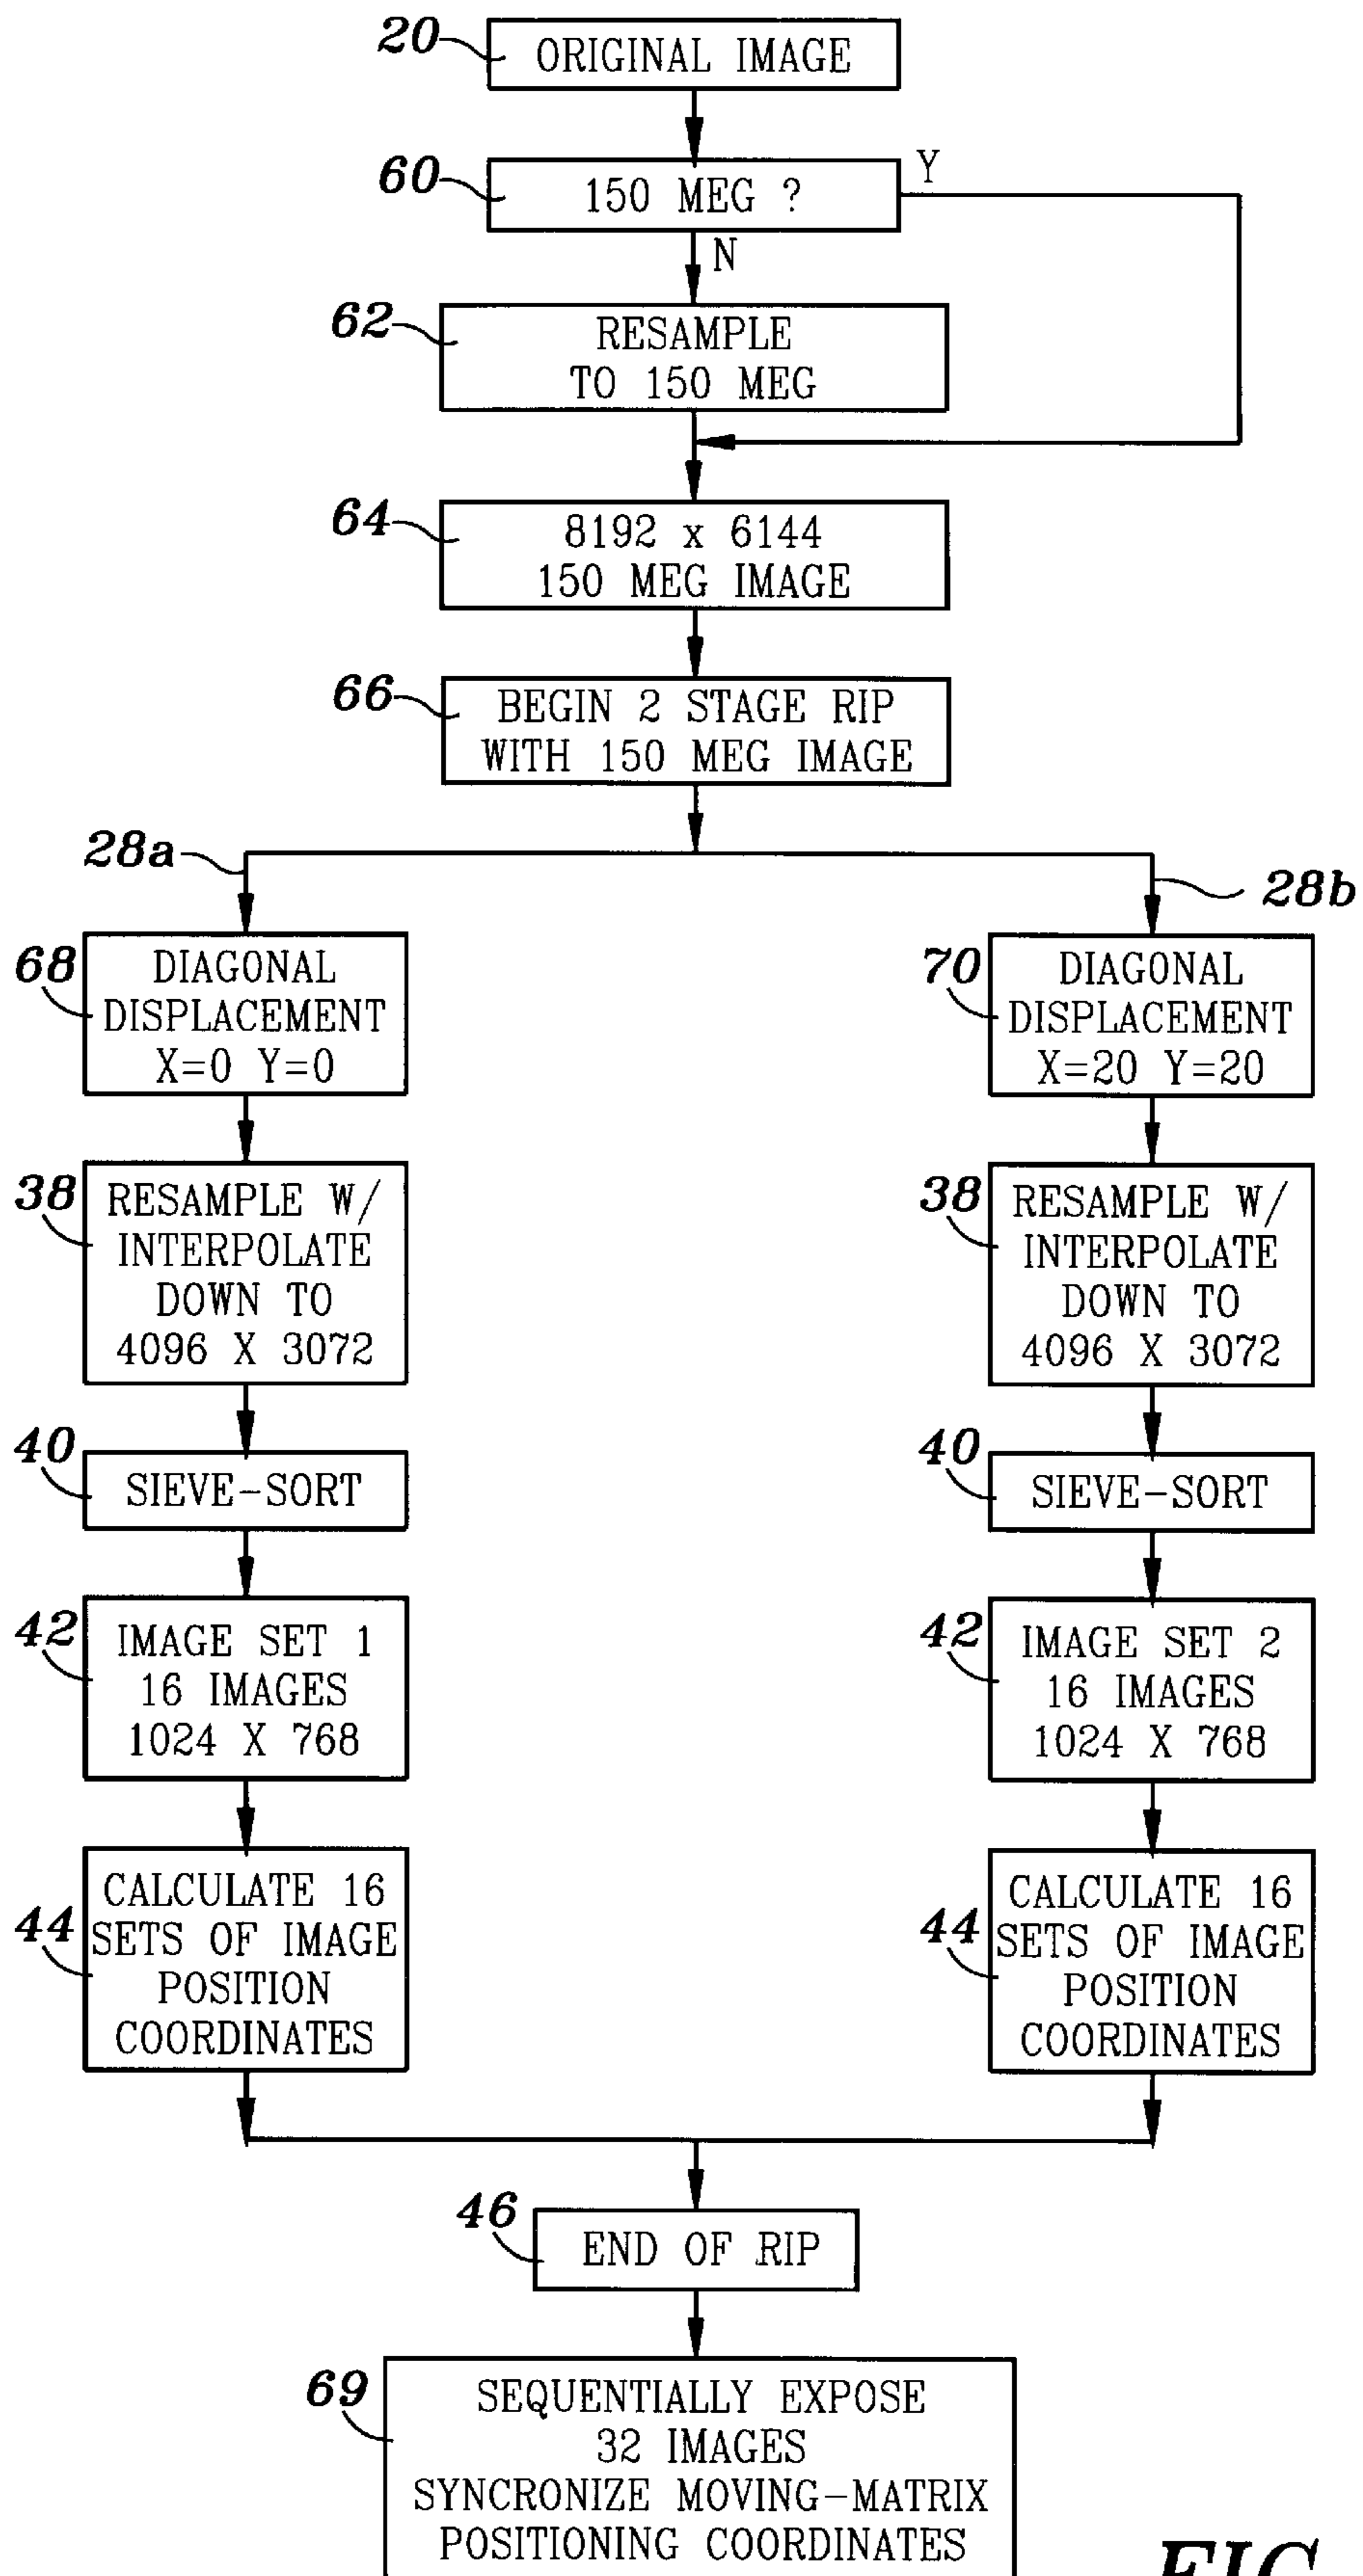 20
ORIGINAL IMAGE
60
150 MEG ?
Y
N
62
RESAMPLE
TO 150 MEG
64
8192 x 6144
150 MEG IMAGE
66
BEGIN 2 STAGE RIP
WITH 150 MEG IMAGE
28a
28b
68
DIAGONAL
DISPLACEMENT
X=0 Y=0
38
RESAMPLE W/
INTERPOLATE
DOWN TO
4096 X 3072
40
SIEVE-SORT
42
IMAGE SET 1
16 IMAGES
1024 X 768
44
CALCULATE 16
SETS OF IMAGE
POSITION
COORDINATES
70
DIAGONAL
DISPLACEMENT
X=20 Y=20
38
RESAMPLE W/
INTERPOLATE
DOWN TO
4096 X 3072
40
SIEVE-SORT
42
IMAGE SET 2
16 IMAGES
1024 X 768
44
CALCULATE 16
SETS OF IMAGE
POSITION
COORDINATES
46
END OF RIP
69
SEQUENTIALLY EXPOSE
32 IMAGES
SYNCRONIZE MOVING-MATRIX
POSITIONING COORDINATES
FIG